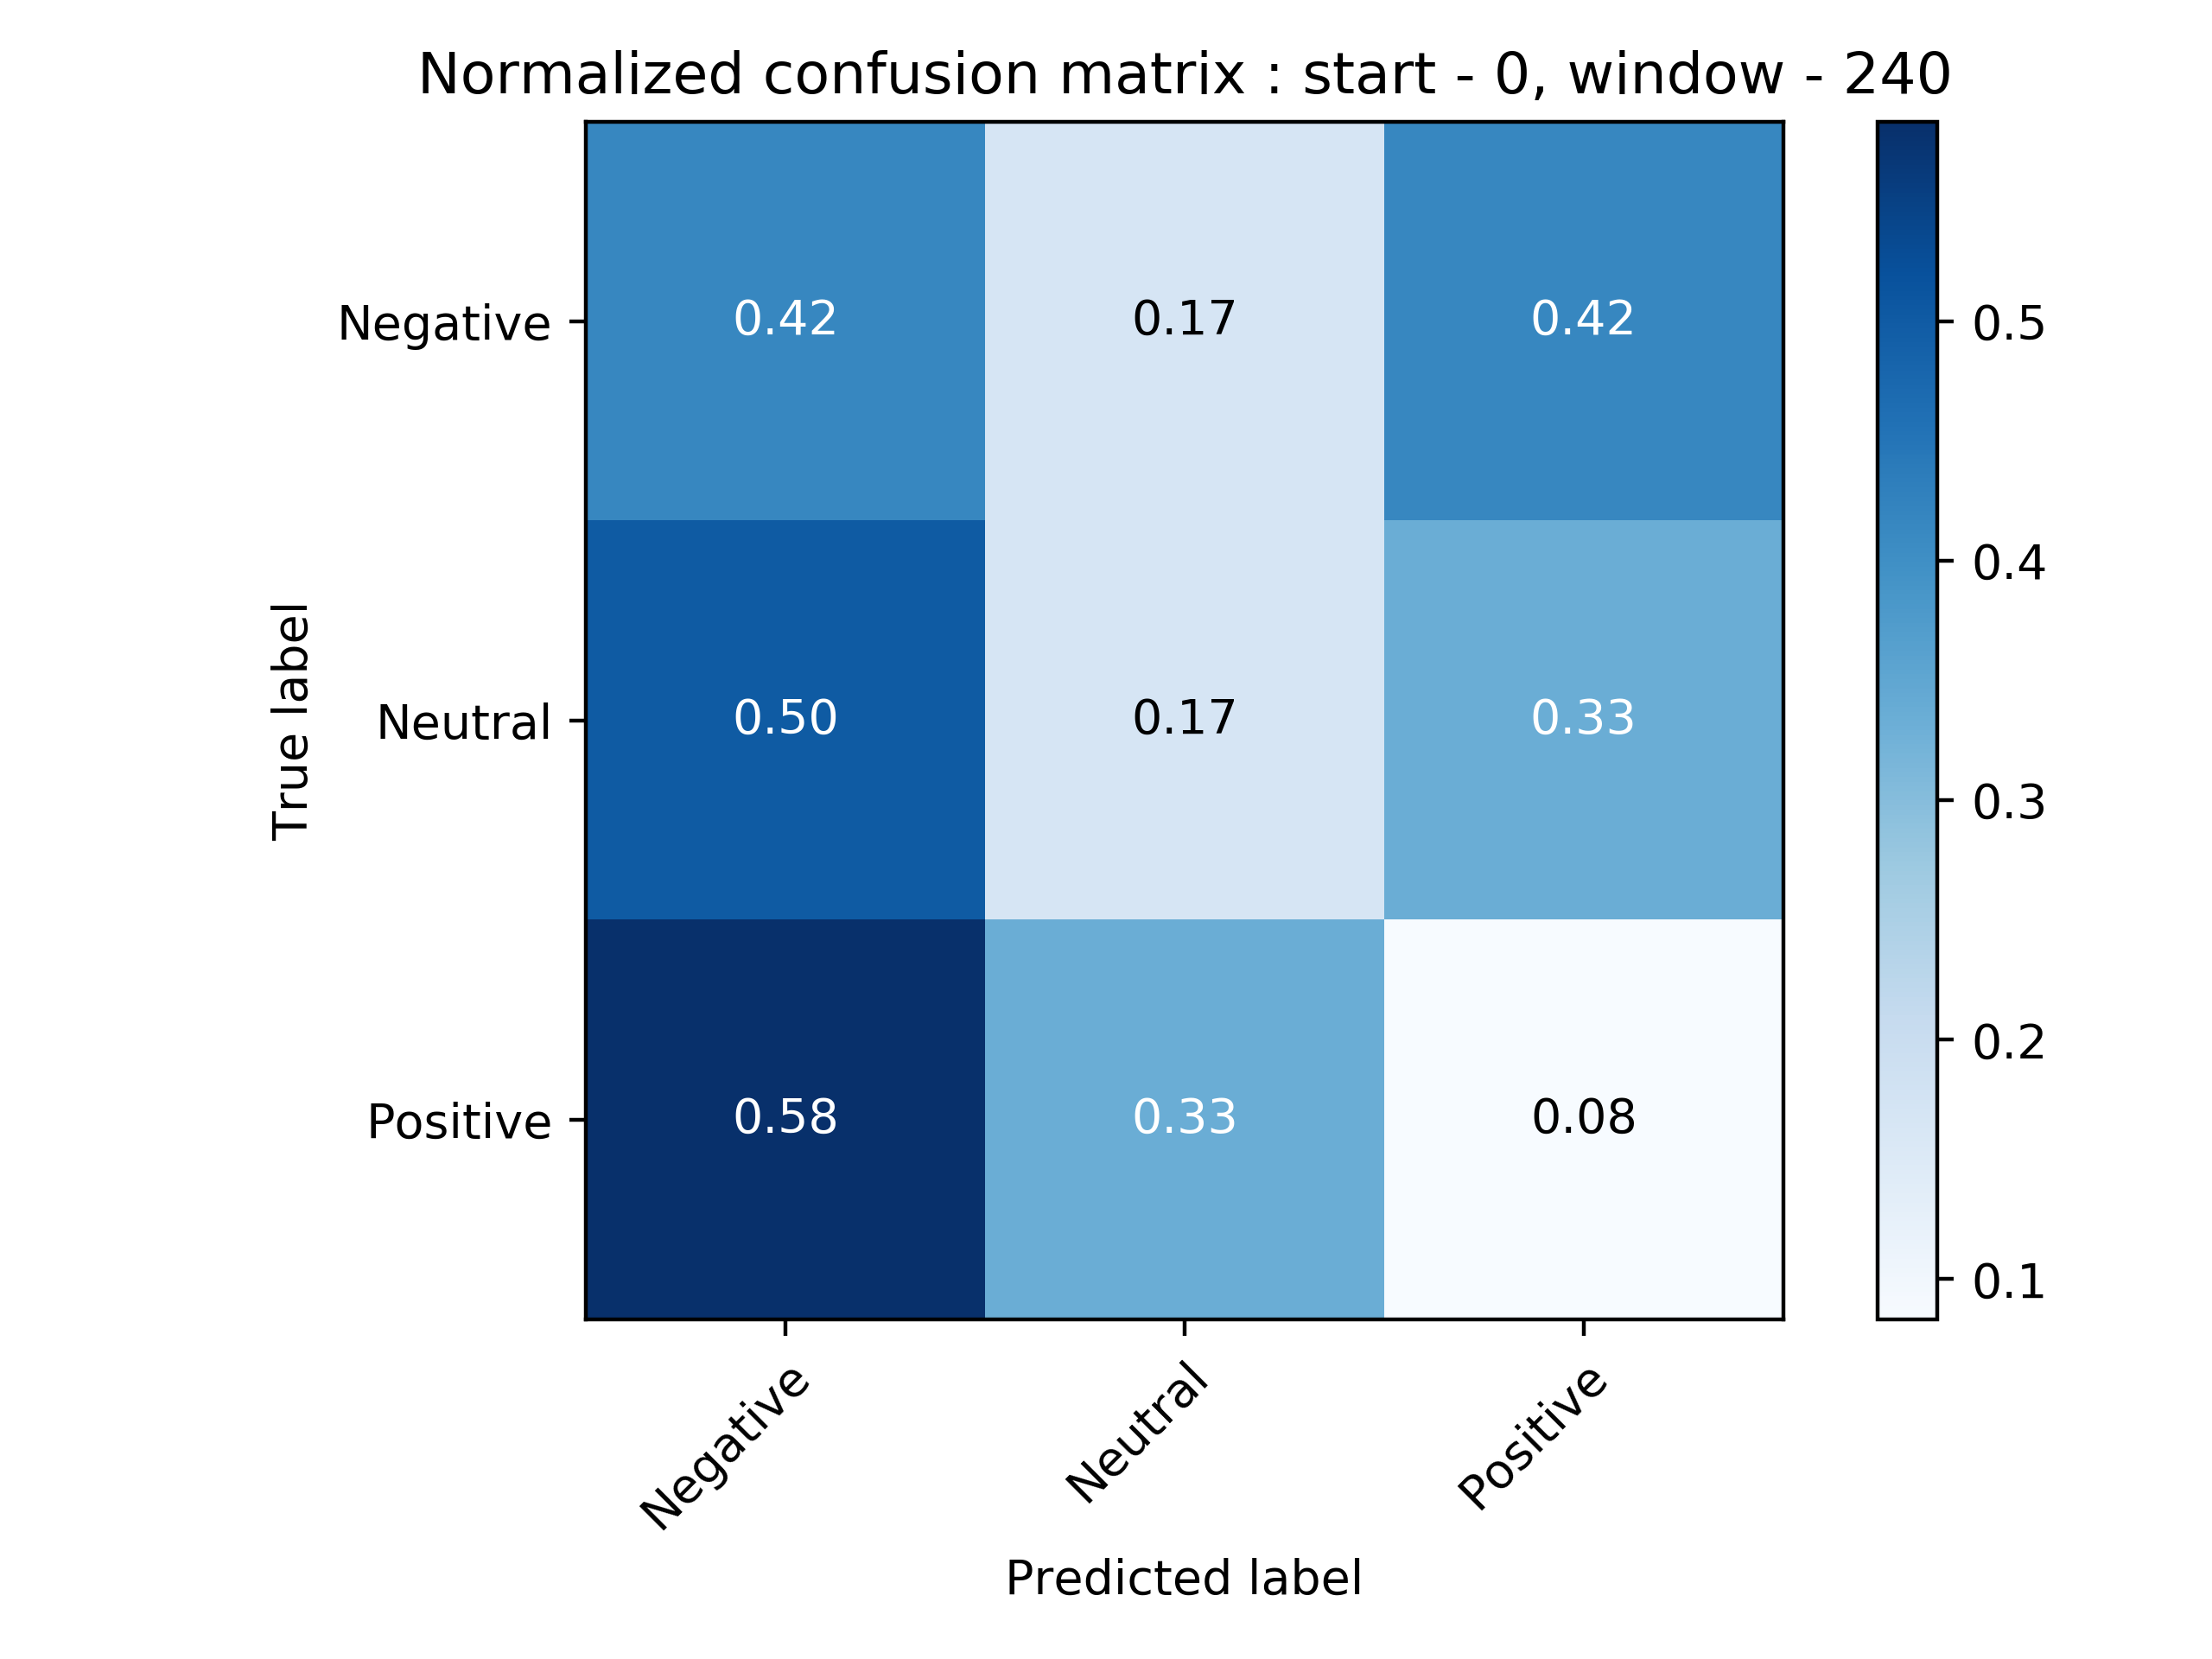 Normalized confusion matrix : start - 0, window - 240
True label
Negative 0.42 0.17 0.42
Neutral 0.50 0.17 0.33
Positive 0.58 0.33 0.08
Negative Neutral Positive
Predicted label
0.5
0.4
0.3
0.2
0.1